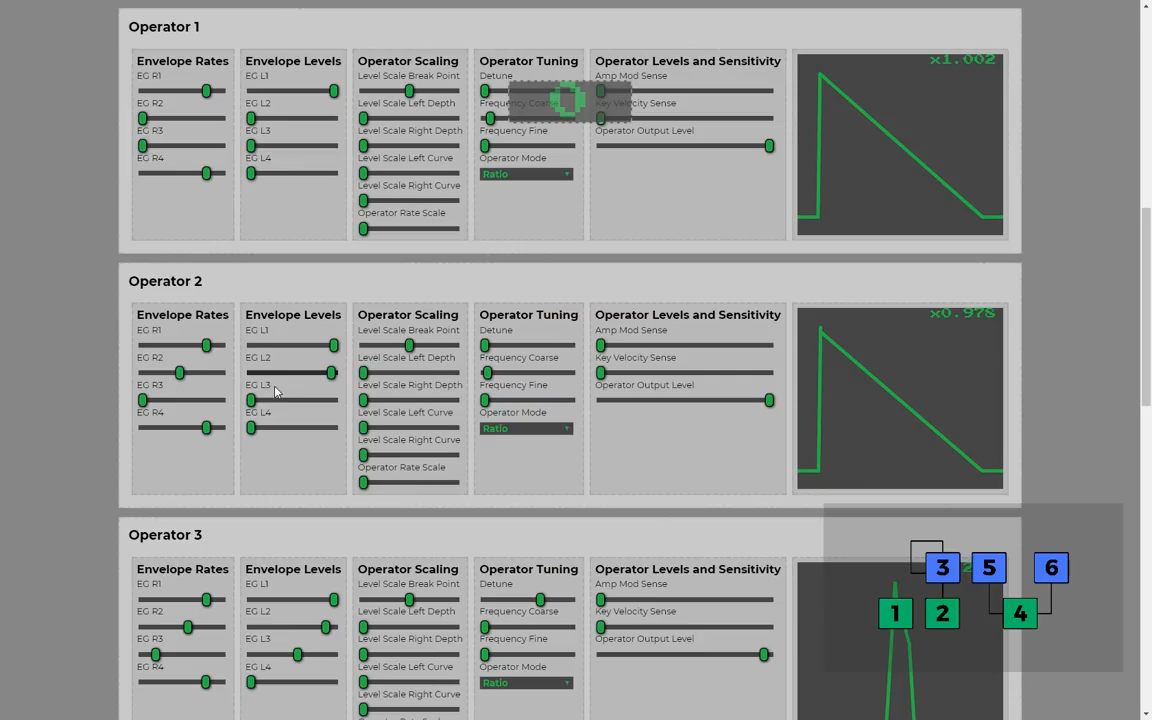 Operator 1
Envelope Rates
EG R1
EG R2
EG R3
EG R4
Envelope Levels
EG L1
EG L2
EG L3
EG L4
Operator Scaling
Level Scale Break Point
Level Scale Left Depth
Level Scale Right Depth
Level Scale Left Curve
Level Scale Right Curve
Operator Rate Scale
Operator Tuning
Detune
Frequency Coarse
Frequency Fine
Operator Mode
Ratio
Operator Levels and Sensitivity
Amp Mod Sense
Key Velocity Sense
Operator Output Level
x1.002
0
Operator 2
Envelope Rates
EG R1
EG R2
EG R3
EG R4
Envelope Levels
EG L1
EG L2
EG L3
EG L4
Operator Scaling
Level Scale Break Point
Level Scale Left Depth
Level Scale Right Depth
Level Scale Left Curve
Level Scale Right Curve
Operator Rate Scale
Operator Tuning
Detune
Frequency Coarse
Frequency Fine
Operator Mode
Ratio
Operator Levels and Sensitivity
Amp Mod Sense
Key Velocity Sense
Operator Output Level
x0.978
Operator 3
Envelope Rates
EG R1
EG R2
EG R3
EG R4
Envelope Levels
EG L1
EG L2
EG L3
EG L4
Operator Scaling
Level Scale Break Point
Level Scale Left Depth
Level Scale Right Depth
Level Scale Left Curve
Level Scale Right Curve
Operator Tuning
Detune
Frequency Coarse
Frequency Fine
Operator Mode
Ratio
Operator Levels and Sensitivity
Amp Mod Sense
Key Velocity Sense
Operator Output Level
3 5 6
1 2 4